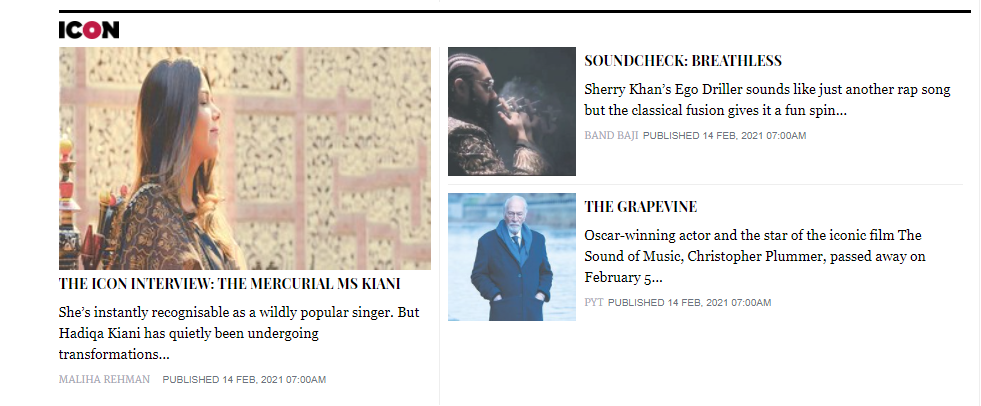 ICON
THE ICON INTERVIEW: THE MERCURIAL MS KIANI
She’s instantly recognisable as a wildly popular singer. But
Hadiqa Kiani has quietly been undergoing
transformations...
MALIHA REHMAN PUBLISHED 14 FEB, 2021 07:00AM
SOUNDCHECK: BREATHLESS
Sherry Khan’s Ego Driller sounds like just another rap song
but the classical fusion gives it a fun spin...
BAND BAJI PUBLISHED 14 FEB, 2021 07:00AM
THE GRAPEVINE
Oscar-winning actor and the star of the iconic film The
Sound of Music, Christopher Plummer, passed away on
February 5...
PYT PUBLISHED 14 FEB, 2021 07:00AM